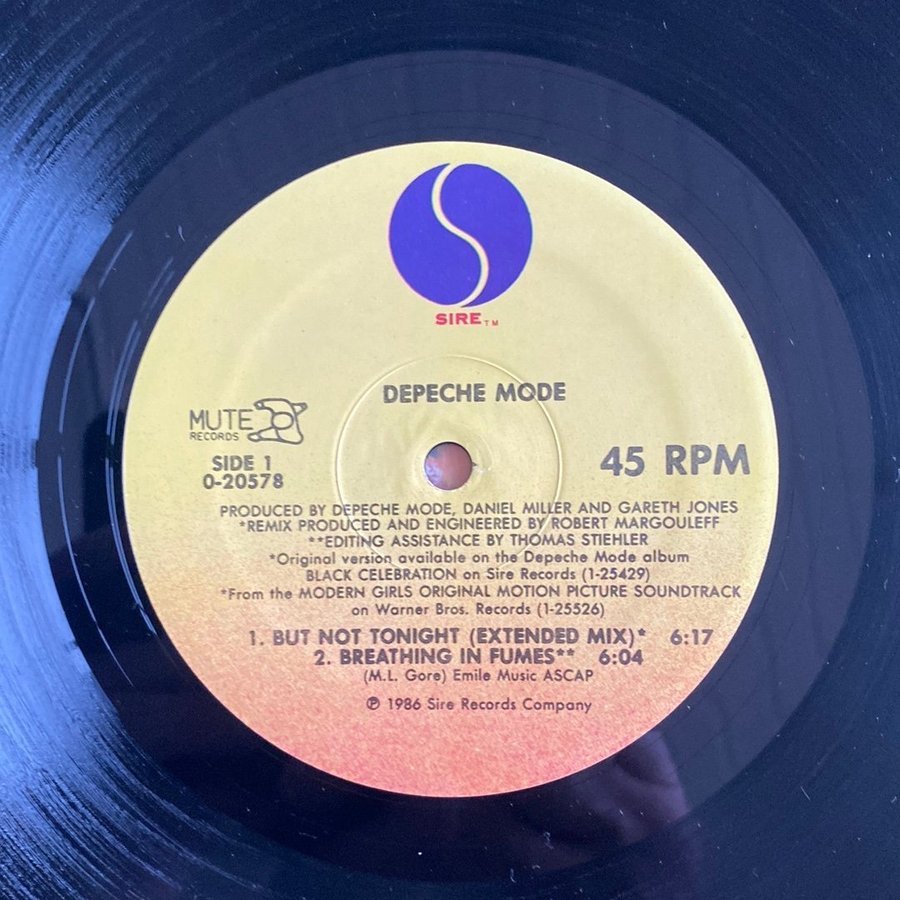 SIRE™
DEPECHE MODE
MUTE
RECORDS
SIDE 1
0-20578
45 RPM
PRODUCED BY DEPECHE MODE, DANIEL MILLER AND GARETH JONES
*REMIX PRODUCED AND ENGINEERED BY ROBERT MARGOULEFF
**EDITING ASSISTANCE BY THOMAS STIEHLER
*Original version available on the Depeche Mode album
BLACK CELEBRATION on Sire Records (1-25429)
*From the MODERN GIRLS ORIGINAL MOTION PICTURE SOUNDTRACK
on Warner Bros. Records (1-25526)
1. BUT NOT TONIGHT (EXTENDED MIX)* 6:17
2. BREATHING IN FUMES** 6:04
(M.L. Gore) Emile Music ASCAP
℗ 1986 Sire Records Company